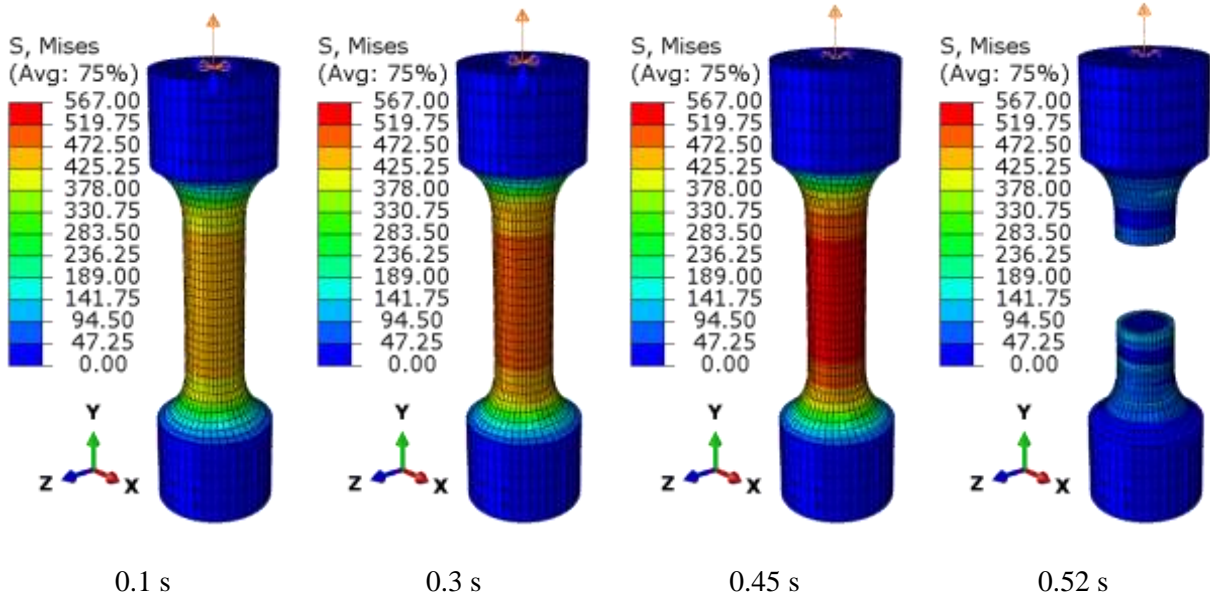 S, Mises
(Avg: 75%)
567.00
519.75
472.50
425.25
378.00
330.75
283.50
236.25
189.00
141.75
94.50
47.25
0.00
Y
Z
X
0.1 s
S, Mises
(Avg: 75%)
567.00
519.75
472.50
425.25
378.00
330.75
283.50
236.25
189.00
141.75
94.50
47.25
0.00
Y
Z
X
0.3 s
S, Mises
(Avg: 75%)
567.00
519.75
472.50
425.25
378.00
330.75
283.50
236.25
189.00
141.75
94.50
47.25
0.00
Y
Z
X
0.45 s
S, Mises
(Avg: 75%)
567.00
519.75
472.50
425.25
378.00
330.75
283.50
236.25
189.00
141.75
94.50
47.25
0.00
Y
Z
X
0.52 s